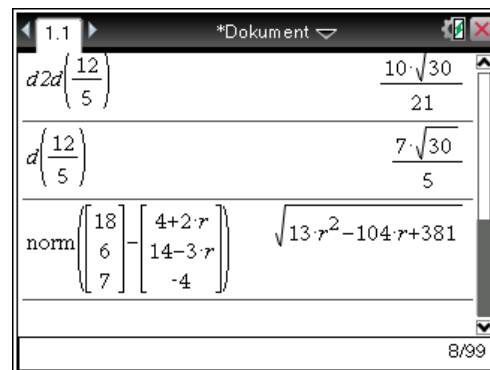 1.1 *Dokument
d2d(12/5) 10·√30/21
d(12/5) 7·√30/5
norm([18 6 7]-[4+2·r 14-3·r -4]) √13·r²-104·r+381
8/99